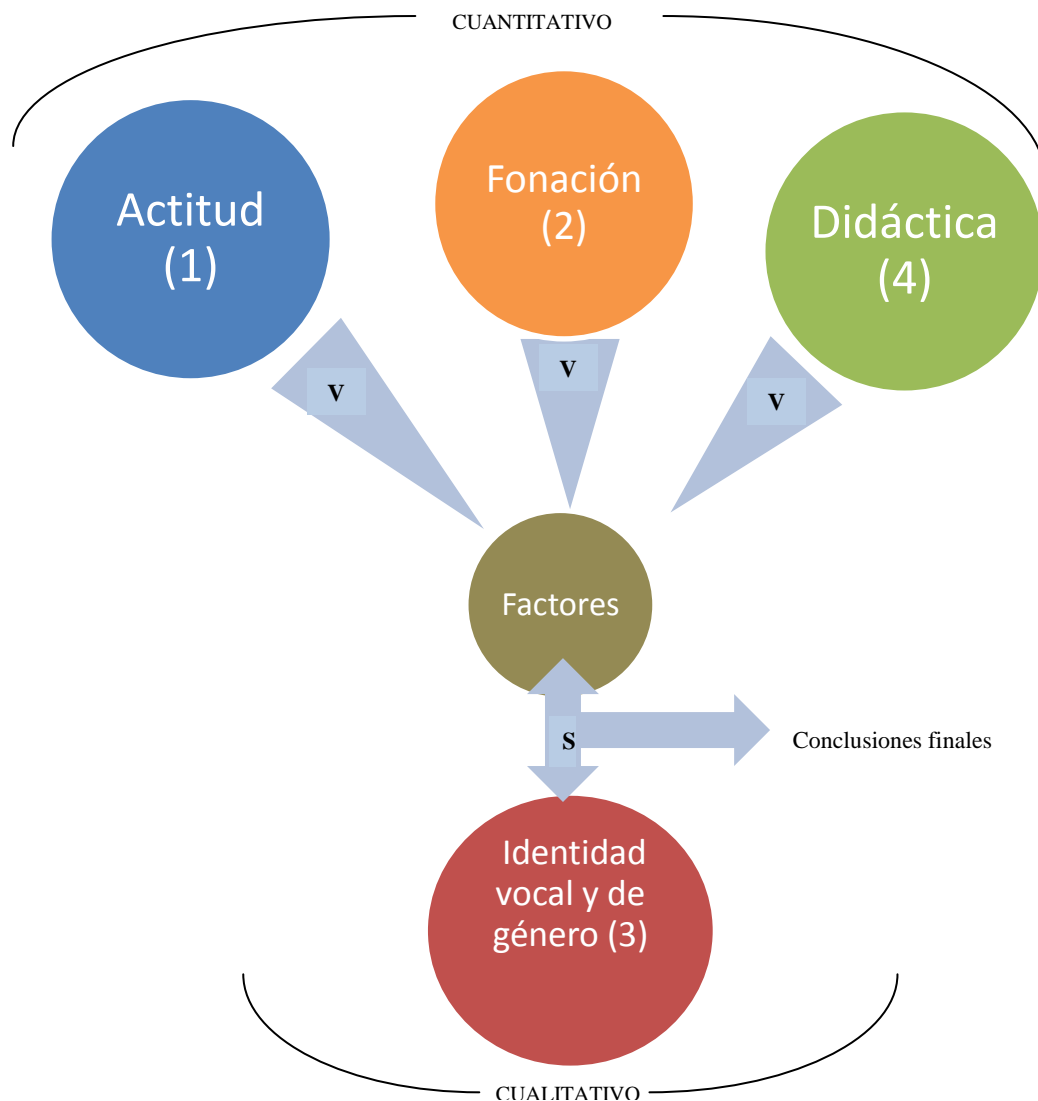 CUANTITATIVO
Actitud
(1)
Fonación
(2)
Didáctica
(4)
V
V
V
Factores
S
Conclusiones finales
Identidad
vocal y de
género (3)
CUALITATIVO